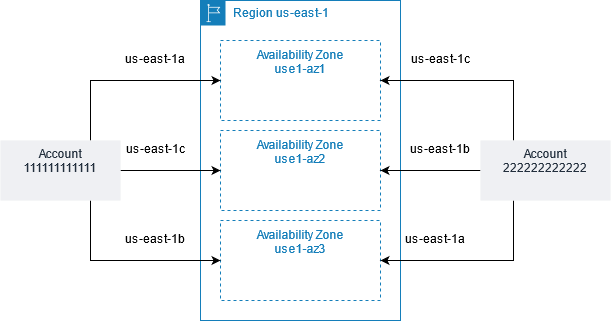 Region us-east-1
us-east-1a
Availability Zone
use1-az1
us-east-1c
Account
111111111111
us-east-1c
Availability Zone
use1-az2
us-east-1b
Account
222222222222
us-east-1b
Availability Zone
use1-az3
us-east-1a